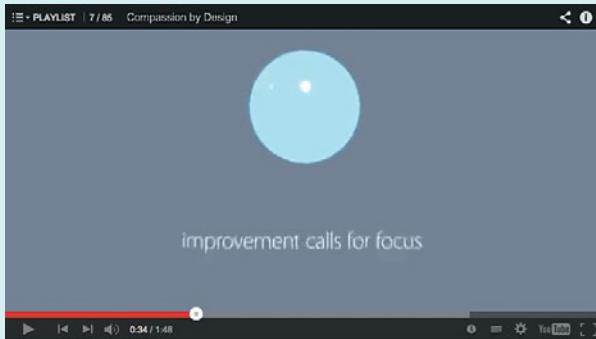 PLAYLIST 7/85 Compassion by Design
improvement calls for focus
0:34 / 1:48 YouTube